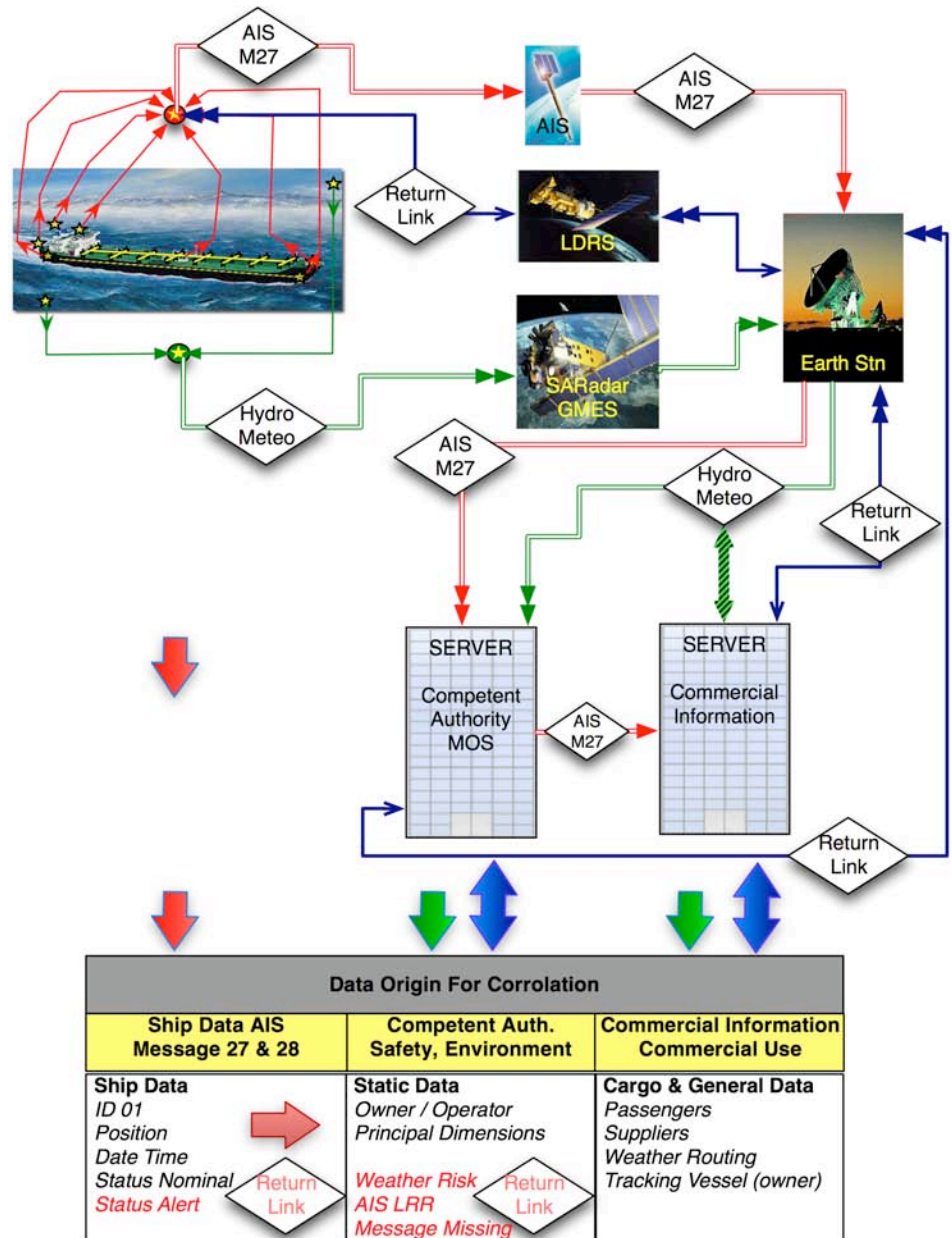 AIS
M27
AIS
AIS
M27
Return
Link
LDRS
SARadar
GMES
Earth Stn
Hydro
Meteo
AIS
M27
Hydro
Meteo
Return
Link
SERVER
Competent
Authority
MOS
AIS
M27
SERVER
Commercial
Information
Return
Link
Data Origin For Corrolation
Ship Data AIS
Message 27 & 28
Competent Auth.
Safety, Environment
Commercial Information
Commercial Use
Ship Data
ID 01
Position
Date Time
Status Nominal
Status Alert
Return
Link
Static Data
Owner / Operator
Principal Dimensions
Weather Risk
AIS LRR
Message Missing
Return
Link
Cargo & General Data
Passengers
Suppliers
Weather Routing
Tracking Vessel (owner)